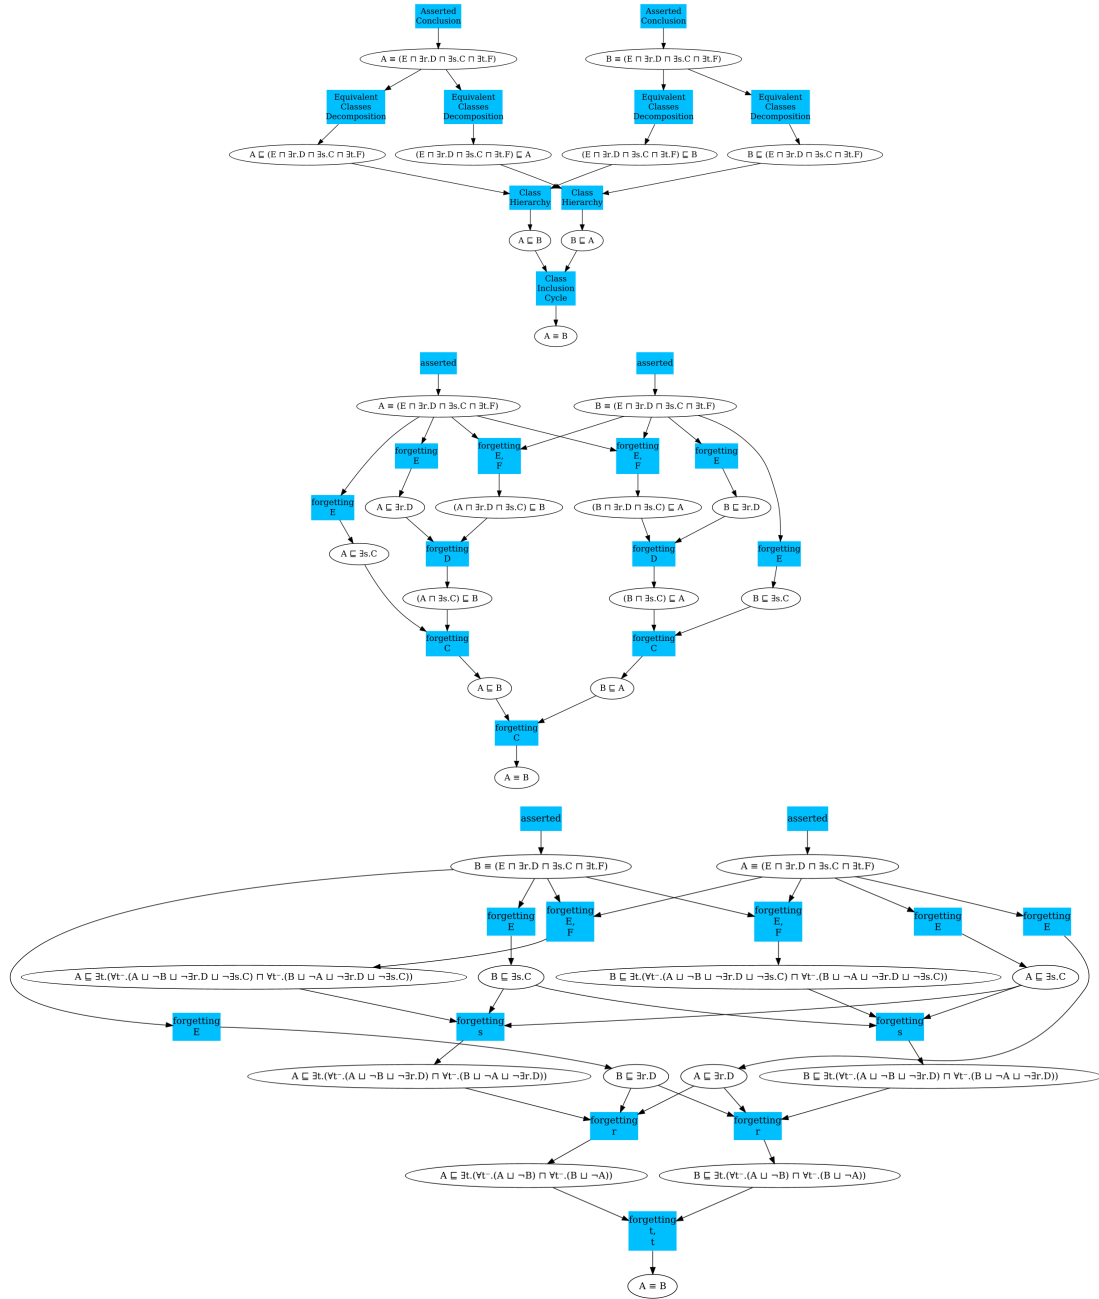 Asserted
Conclusion
Asserted
Conclusion
A ≡ (E ⊓ ∃r.D ⊓ ∃s.C ⊓ ∃t.F)
B ≡ (E ⊓ ∃r.D ⊓ ∃s.C ⊓ ∃t.F)
Equivalent
Classes
Decomposition
Equivalent
Classes
Decomposition
Equivalent
Classes
Decomposition
Equivalent
Classes
Decomposition
A ⊑ (E ⊓ ∃r.D ⊓ ∃s.C ⊓ ∃t.F)
(E ⊓ ∃r.D ⊓ ∃s.C ⊓ ∃t.F) ⊑ A
(E ⊓ ∃r.D ⊓ ∃s.C ⊓ ∃t.F) ⊑ B
B ⊑ (E ⊓ ∃r.D ⊓ ∃s.C ⊓ ∃t.F)
Class
Hierarchy
Class
Hierarchy
A ⊑ B
B ⊑ A
Class
Inclusion
Cycle
A ≡ B
asserted
asserted
A ≡ (E ⊓ ∃r.D ⊓ ∃s.C ⊓ ∃t.F)
B ≡ (E ⊓ ∃r.D ⊓ ∃s.C ⊓ ∃t.F)
forgetting
E
forgetting
E,
F
forgetting
E,
F
forgetting
E
forgetting
E
A ⊑ ∃r.D
(A ⊓ ∃r.D ⊓ ∃s.C) ⊑ B
(B ⊓ ∃r.D ⊓ ∃s.C) ⊑ A
B ⊑ ∃r.D
A ⊑ ∃s.C
forgetting
D
forgetting
D
forgetting
E
(A ⊓ ∃s.C) ⊑ B
(B ⊓ ∃s.C) ⊑ A
B ⊑ ∃s.C
forgetting
C
forgetting
C
A ⊑ B
B ⊑ A
forgetting
C
A ≡ B
asserted
asserted
B ≡ (E ⊓ ∃r.D ⊓ ∃s.C ⊓ ∃t.F)
A ≡ (E ⊓ ∃r.D ⊓ ∃s.C ⊓ ∃t.F)
forgetting
E
forgetting
E,
F
forgetting
E,
F
forgetting
E
forgetting
E
A ⊑ ∃t.(∀t⁻.(A ⊔ ¬B ⊔ ¬∃r.D ⊔ ¬∃s.C) ⊓ ∀t⁻.(B ⊔ ¬A ⊔ ¬∃r.D ⊔ ¬∃s.C))
B ⊑ ∃s.C
B ⊑ ∃t.(∀t⁻.(A ⊔ ¬B ⊔ ¬∃r.D ⊔ ¬∃s.C) ⊓ ∀t⁻.(B ⊔ ¬A ⊔ ¬∃r.D ⊔ ¬∃s.C))
A ⊑ ∃s.C
forgetting
E
forgetting
s
forgetting
s
A ⊑ ∃t.(∀t⁻.(A ⊔ ¬B ⊔ ¬∃r.D) ⊓ ∀t⁻.(B ⊔ ¬A ⊔ ¬∃r.D))
B ⊑ ∃r.D
A ⊑ ∃r.D
B ⊑ ∃t.(∀t⁻.(A ⊔ ¬B ⊔ ¬∃r.D) ⊓ ∀t⁻.(B ⊔ ¬A ⊔ ¬∃r.D))
forgetting
r
forgetting
r
A ⊑ ∃t.(∀t⁻.(A ⊔ ¬B) ⊓ ∀t⁻.(B ⊔ ¬A))
B ⊑ ∃t.(∀t⁻.(A ⊔ ¬B) ⊓ ∀t⁻.(B ⊔ ¬A))
forgetting
t,
t
A ≡ B